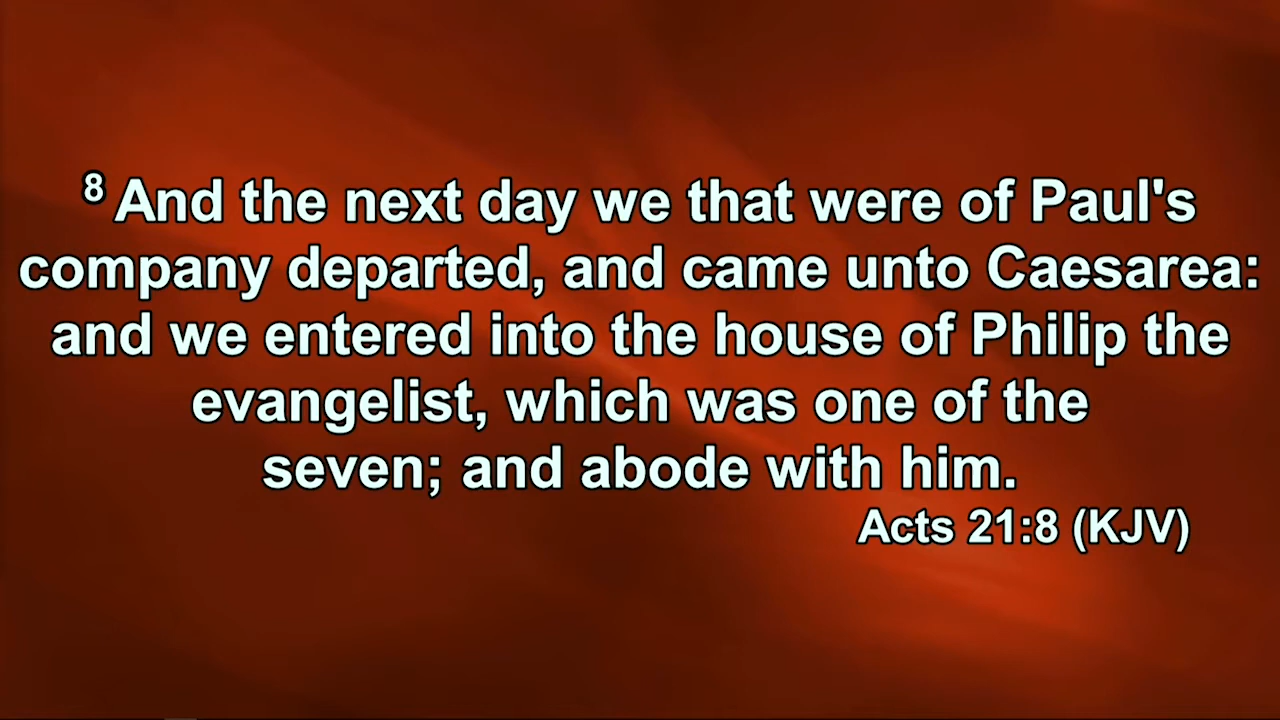 8 And the next day we that were of Paul's
company departed, and came unto Caesarea:
and we entered into the house of Philip the
evangelist, which was one of the
seven; and abode with him.
Acts 21:8 (KJV)